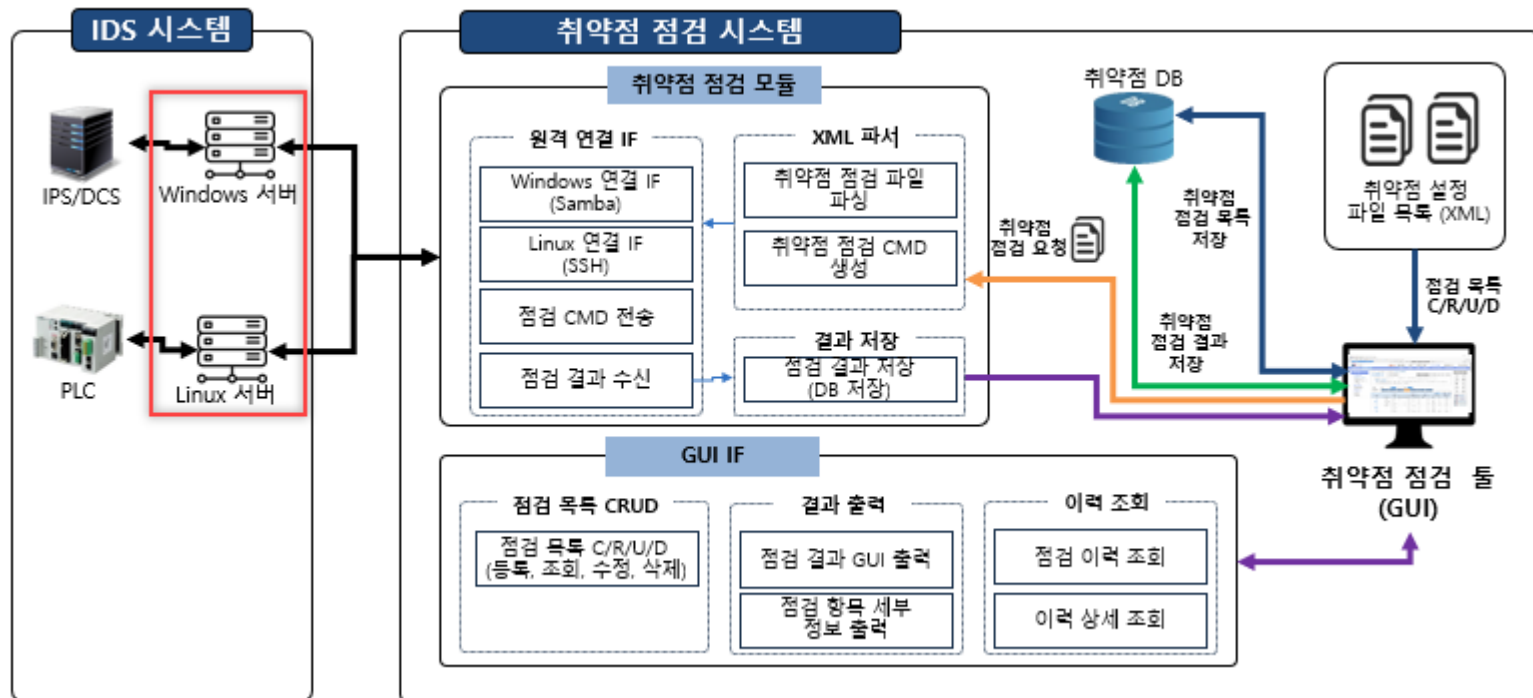 IDS 시스템
IPS/DCS
Windows 서버
PLC
Linux 서버
취약점 점검 시스템
취약점 점검 모듈
원격 연결 IF
Windows 연결 IF
(Samba)
Linux 연결 IF
(SSH)
점검 CMD 전송
점검 결과 수신
XML 파서
취약점 점검 파일
파싱
취약점 점검 CMD
생성
결과 저장
점검 결과 저장
(DB 저장)
취약점
점검 요청
취약점 DB
취약점
점검 목록
저장
취약점
점검 결과
저장
취약점 설정
파일 목록 (XML)
점검 목록
C/R/U/D
취약점 점검 툴
(GUI)
GUI IF
점검 목록 CRUD
점검 목록 C/R/U/D
(등록, 조회, 수정, 삭제)
결과 출력
점검 결과 GUI 출력
점검 항목 세부
정보 출력
이력 조회
점검 이력 조회
이력 상세 조회